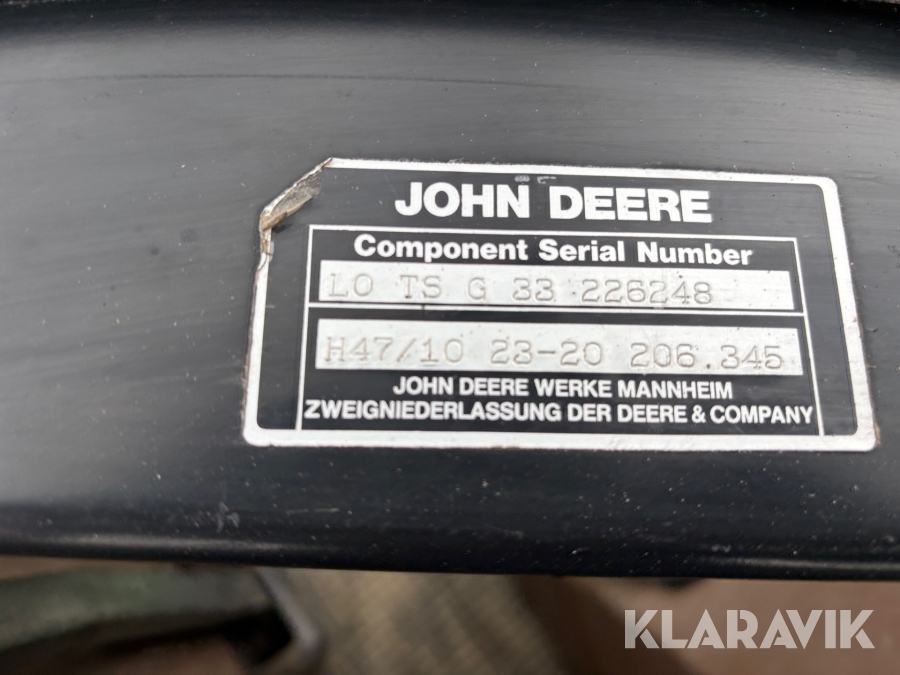 JOHN DEERE
Component Serial Number
LO TS G 33 226248
H47/10 23-20 206.345
JOHN DEERE WERKE MANNHEIM
ZWEIGNIEDERLASSUNG DER DEERE & COMPANY
KLARAVIK